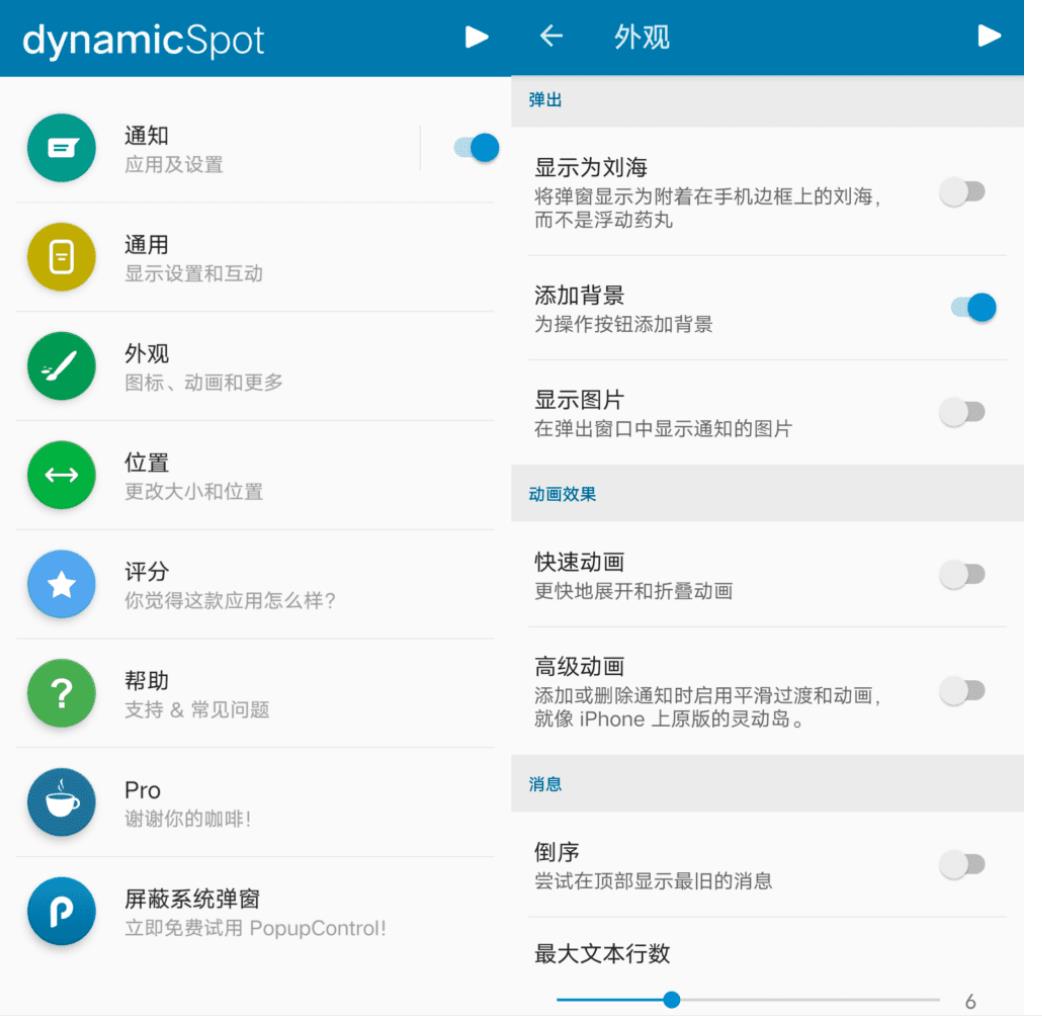 dynamicSpot
通知
应用及设置
通用
显示设置和互动
外观
图标、动画和更多
位置
更改大小和位置
评分
你觉得这款应用怎么样?
帮助
支持 & 常见问题
Pro
谢谢你的咖啡!
屏蔽系统弹窗
立即免费试用 PopupControl!
外观
弹出
显示为刘海
将弹窗显示为附着在手机边框上的刘海,
而不是浮动药丸
添加背景
为操作按钮添加背景
显示图片
在弹出窗口中显示通知的图片
动画效果
快速动画
更快地展开和折叠动画
高级动画
添加或删除通知时启用平滑过渡和动画,
就像 iPhone 上原版的灵动岛。
消息
倒序
尝试在顶部显示最旧的消息
最大文本行数
6